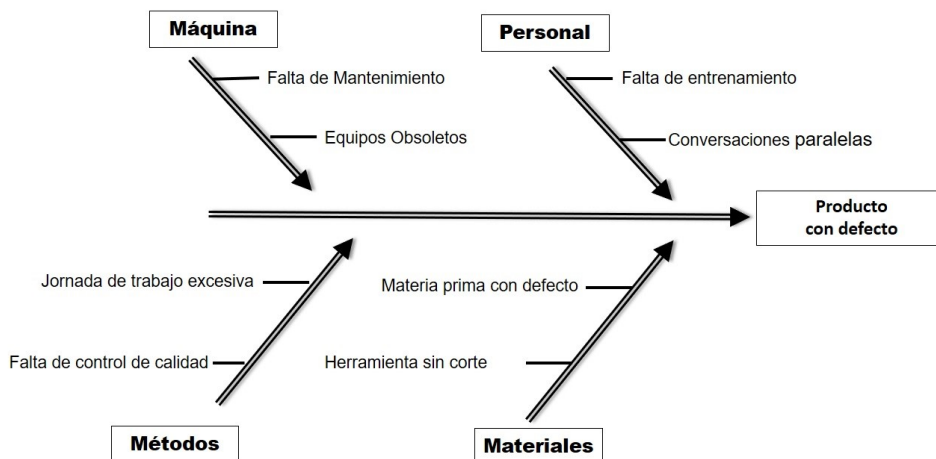 Máquina
Personal
Falta de Mantenimiento
Falta de entrenamiento
Equipos Obsoletos
Conversaciones paralelas
Producto
con defecto
Jornada de trabajo excesiva
Materia prima con defecto
Falta de control de calidad
Herramienta sin corte
Métodos
Materiales